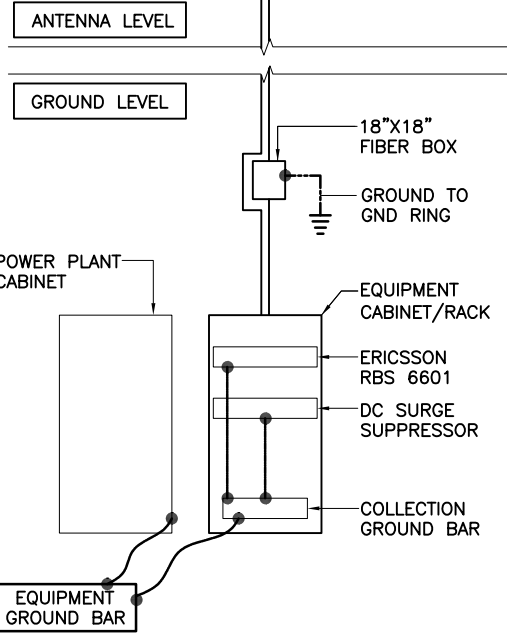 ANTENNA LEVEL
GROUND LEVEL
18"X18"
FIBER BOX
GROUND TO
GND RING
POWER PLANT
CABINET
EQUIPMENT
CABINET/RACK
ERICSSON
RBS 6601
DC SURGE
SUPPRESSOR
COLLECTION
GROUND BAR
EQUIPMENT
GROUND BAR